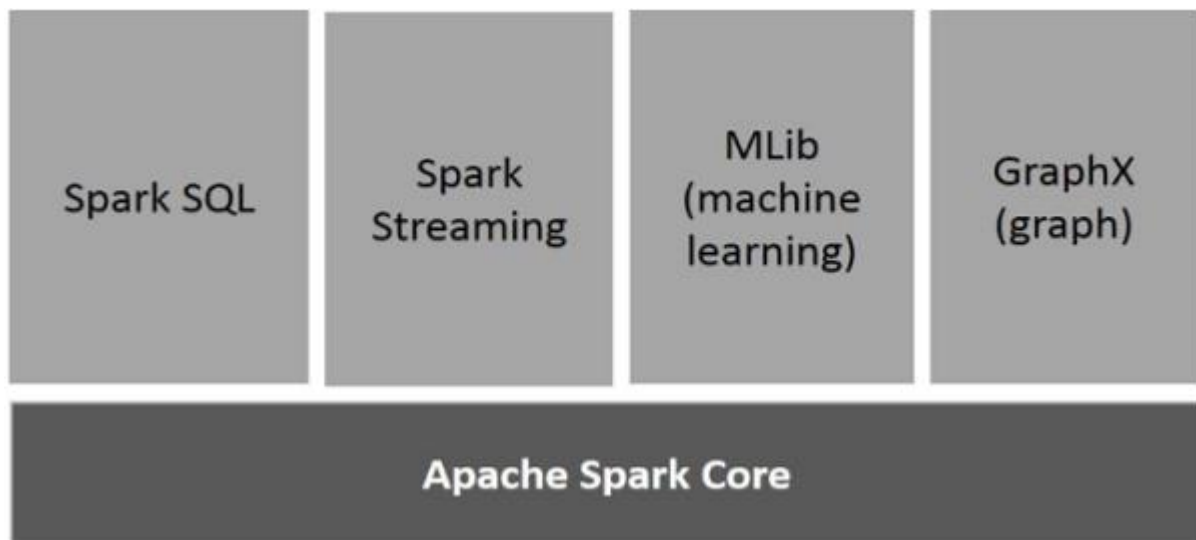 Spark SQL
Spark
Streaming
MLib
(machine
learning)
GraphX
(graph)
Apache Spark Core